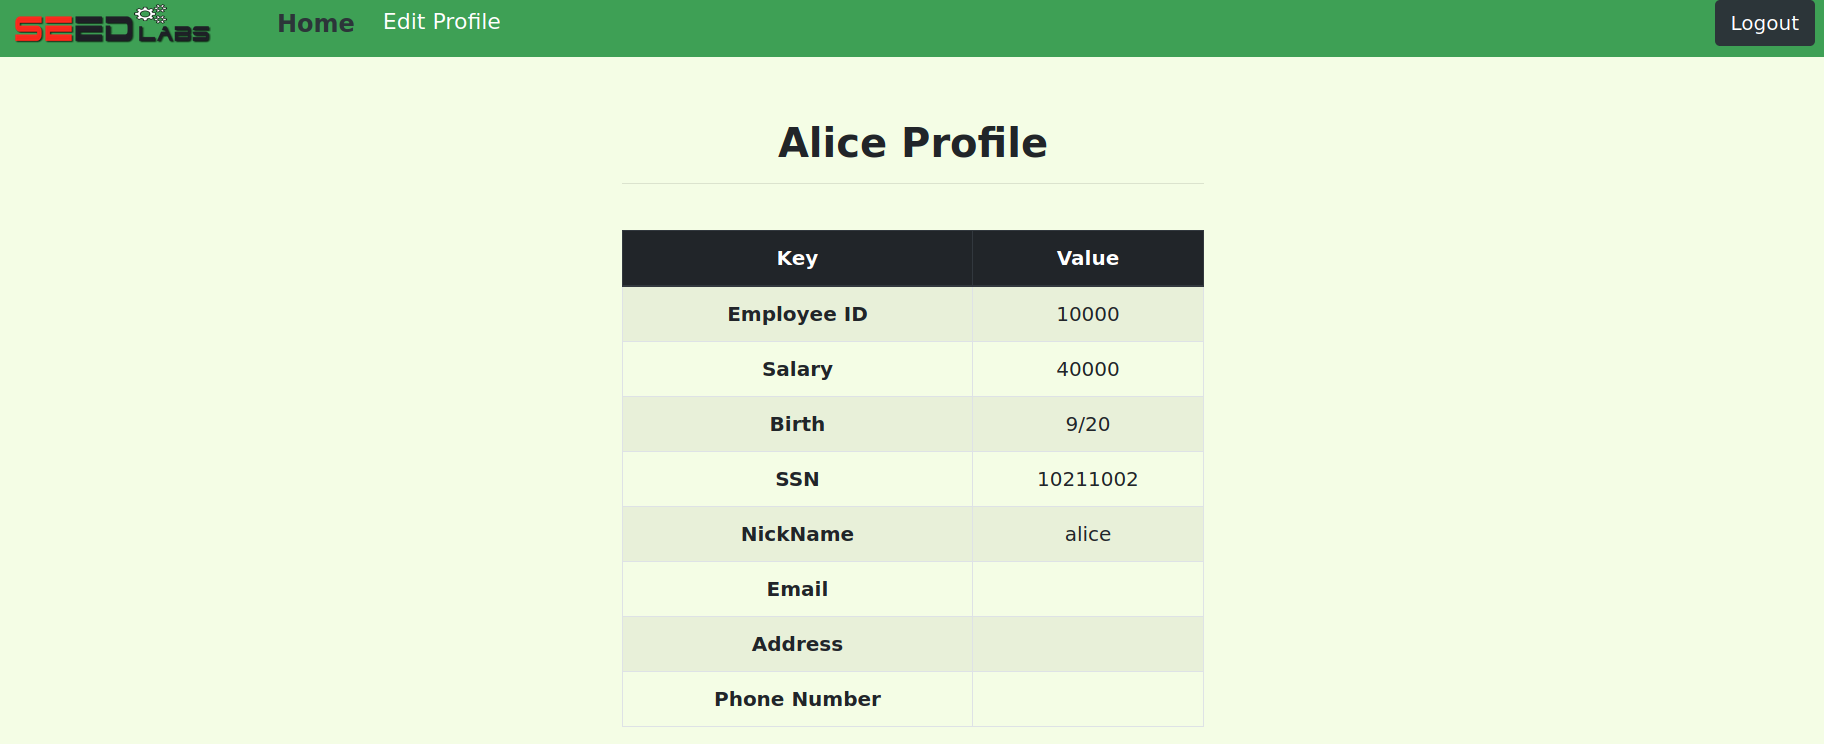 SEED LABS Home Edit Profile Logout
Alice Profile
Key Value
Employee ID 10000
Salary 40000
Birth 9/20
SSN 10211002
NickName alice
Email
Address
Phone Number